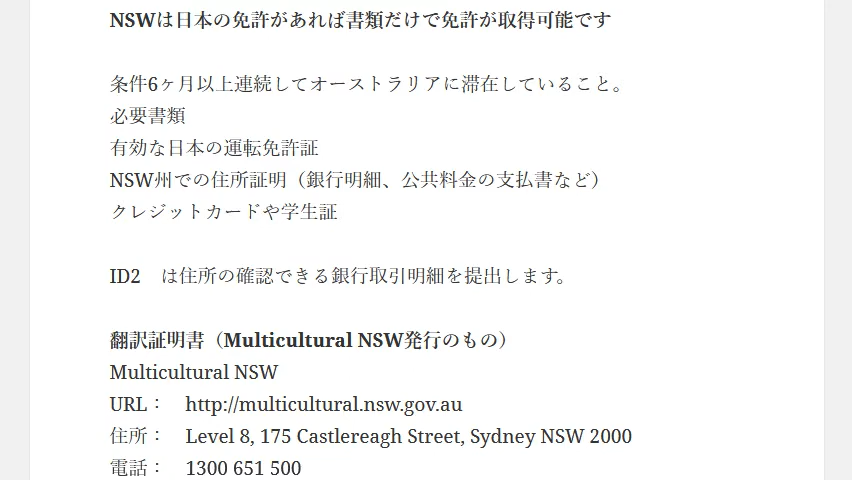 NSWは日本の免許があれば書類だけで免許が取得可能です
条件6ヶ月以上連続してオーストラリアに滞在していること。
必要書類
有効な日本の運転免許証
NSW州での住所証明（銀行明細、公共料金の支払書など）
クレジットカードや学生証
ID2　は住所の確認できる銀行取引明細を提出します。
翻訳証明書（Multicultural NSW発行のもの）
Multicultural NSW
URL：　http://multicultural.nsw.gov.au
住所：　Level 8, 175 Castlereagh Street, Sydney NSW 2000
電話：　1300 651 500